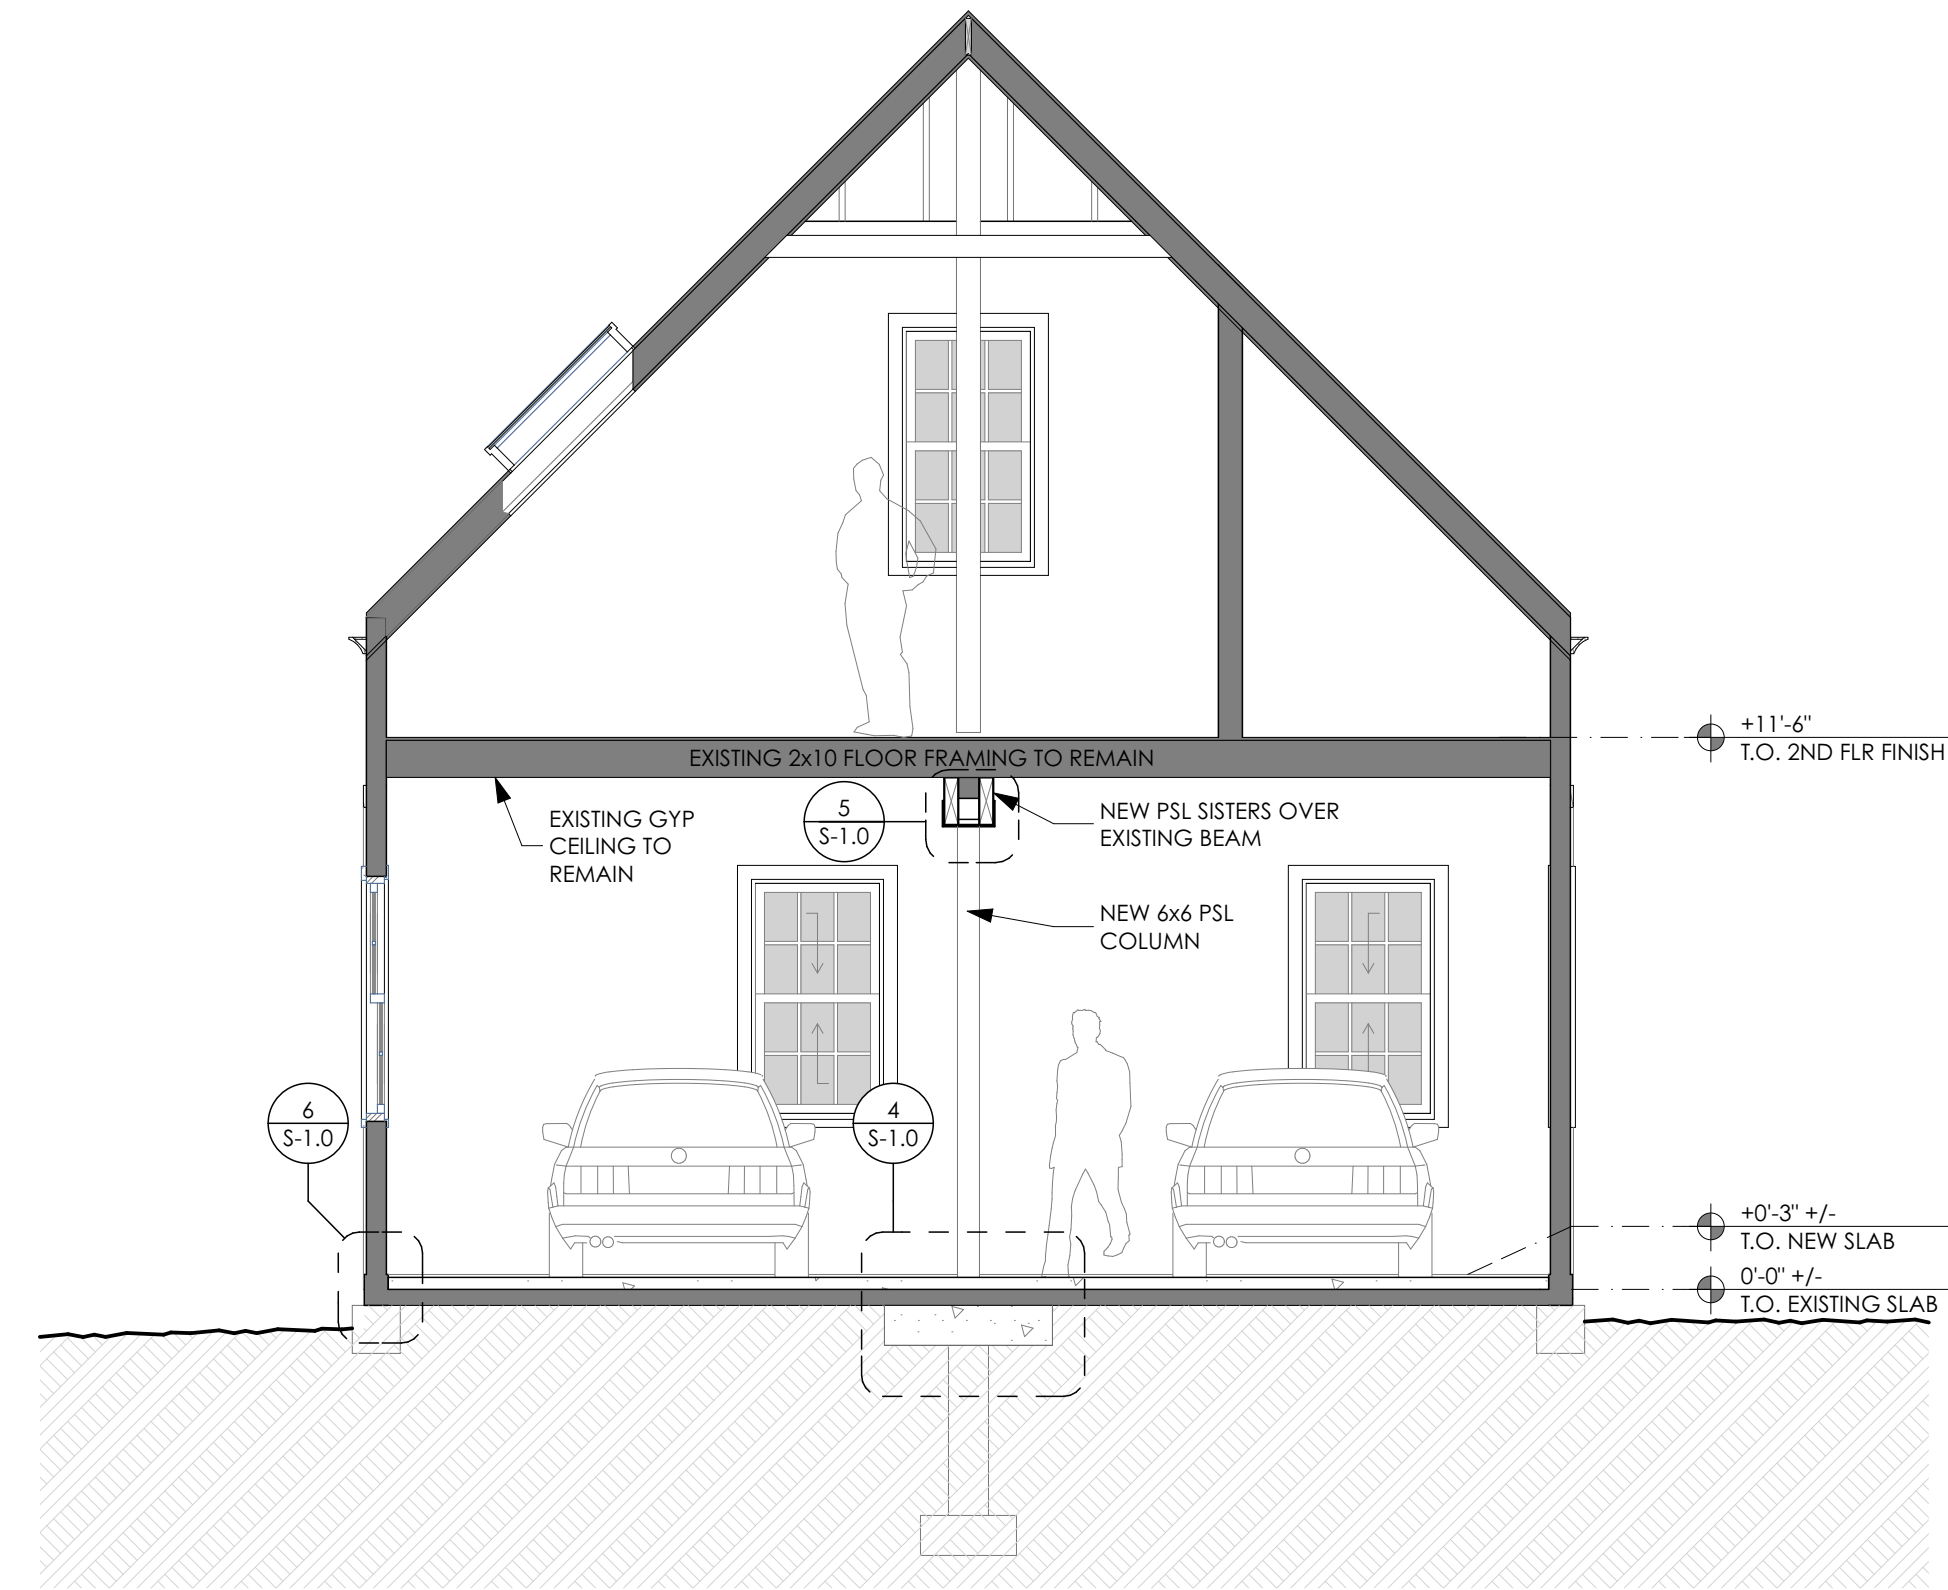 +11'-6"
T.O. 2ND FLR FINISH
EXISTING 2x10 FLOOR FRAMING TO REMAIN
5
S-1.0
EXISTING GYP
CEILING TO
REMAIN
NEW PSL SISTERS OVER
EXISTING BEAM
NEW 6x6 PSL
COLUMN
6
S-1.0
4
S-1.0
+0'-3" +/-
T.O. NEW SLAB
0'-0" +/-
T.O. EXISTING SLAB